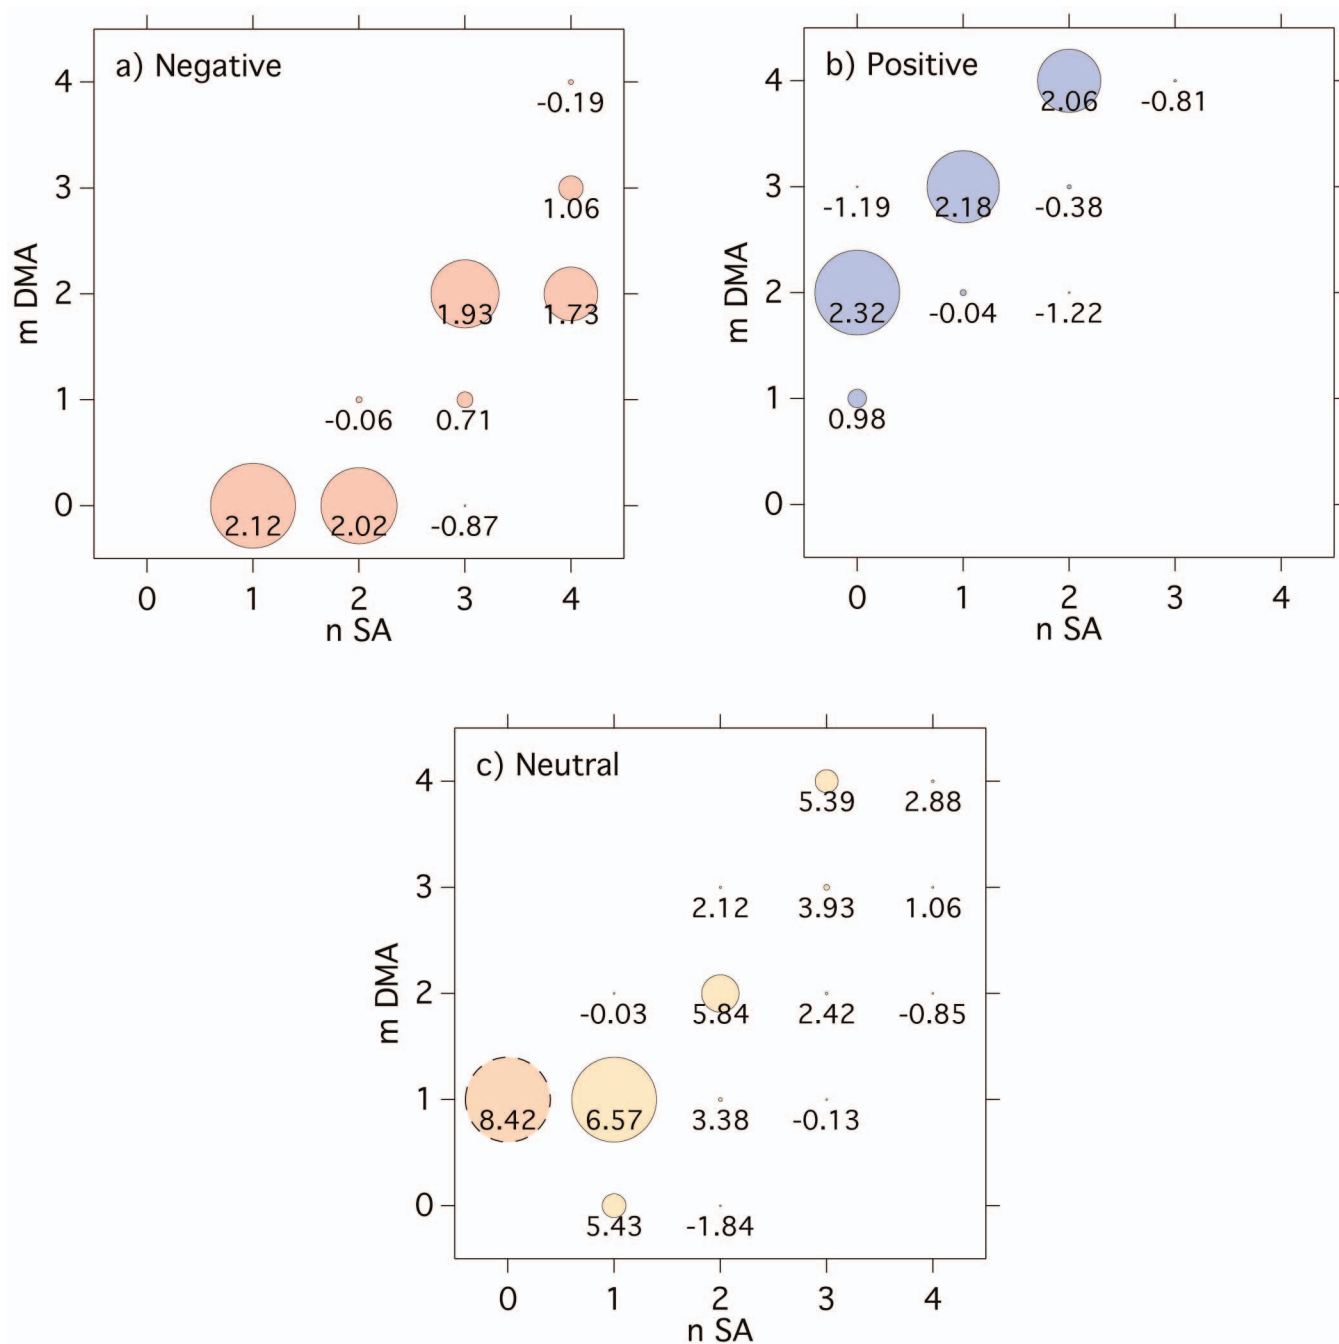 a) Negative
4
-0.19
3
1.06
m DMA
2
1.93 1.73
1
-0.06 0.71
0
2.12 2.02 -0.87
0 1 2 3 4
n SA
b) Positive
4
2.06 -0.81
3
-1.19 2.18 -0.38
m DMA
2
2.32 -0.04 -1.22
1
0.98
0
0 1 2 3 4
n SA
c) Neutral
4
5.39 2.88
3
2.12 3.93 1.06
m DMA
2
-0.03 5.84 2.42 -0.85
1
8.42 6.57 3.38 -0.13
0
5.43 -1.84
0 1 2 3 4
n SA